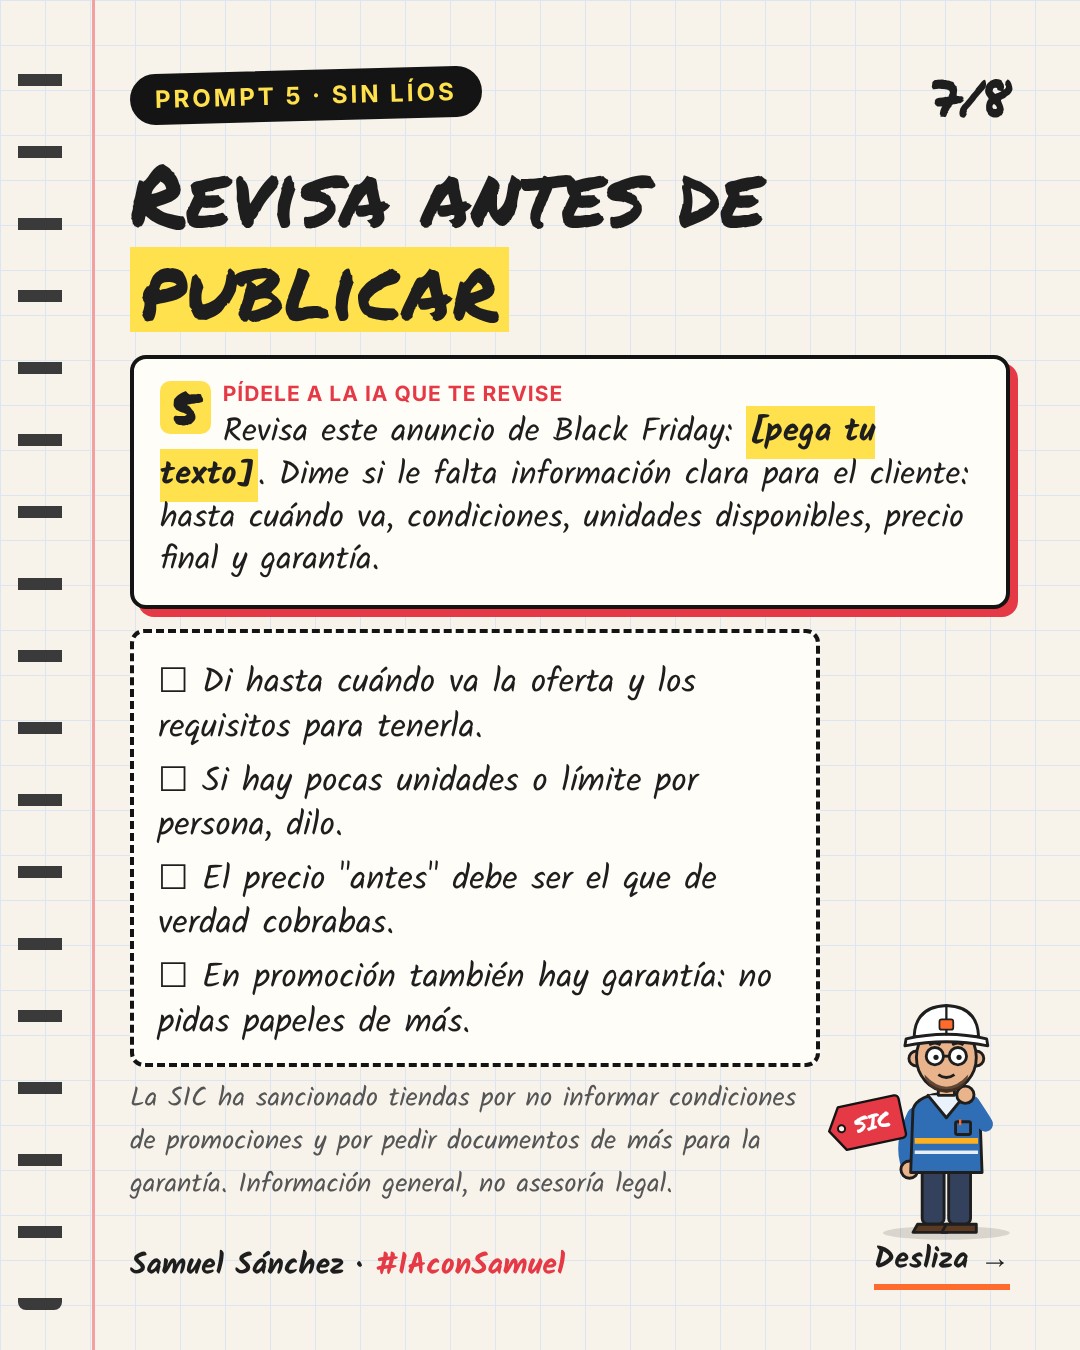 PROMPT 5 · SIN LÍOS
7/8
REVISA ANTES DE
PUBLICAR
5
PÍDELE A LA IA QUE TE REVISE
Revisa este anuncio de Black Friday: [pega tu
texto]. Dime si le falta información clara para el cliente:
hasta cuándo va, condiciones, unidades disponibles, precio
final y garantía.
☐ Di hasta cuándo va la oferta y los
requisitos para tenerla.
☐ Si hay pocas unidades o límite por
persona, dilo.
☐ El precio "antes" debe ser el que de
verdad cobrabas.
☐ En promoción también hay garantía: no
pidas papeles de más.
La SIC ha sancionado tiendas por no informar condiciones
de promociones y por pedir documentos de más para la
garantía. Información general, no asesoría legal.
SIC
Samuel Sánchez · #IAconSamuel
Desliza →